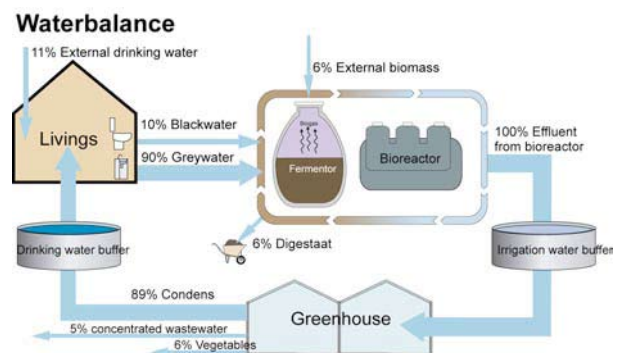 Waterbalance
11% External drinking water
6% External biomass
Livings
10% Blackwater
90% Greywater
Biogas
Fermentor
Bioreactor
100% Effluent
from bioreactor
Drinking water buffer
6% Digestaat
Irrigation water buffer
89% Condens
Greenhouse
5% concentrated wastewater
6% Vegetables